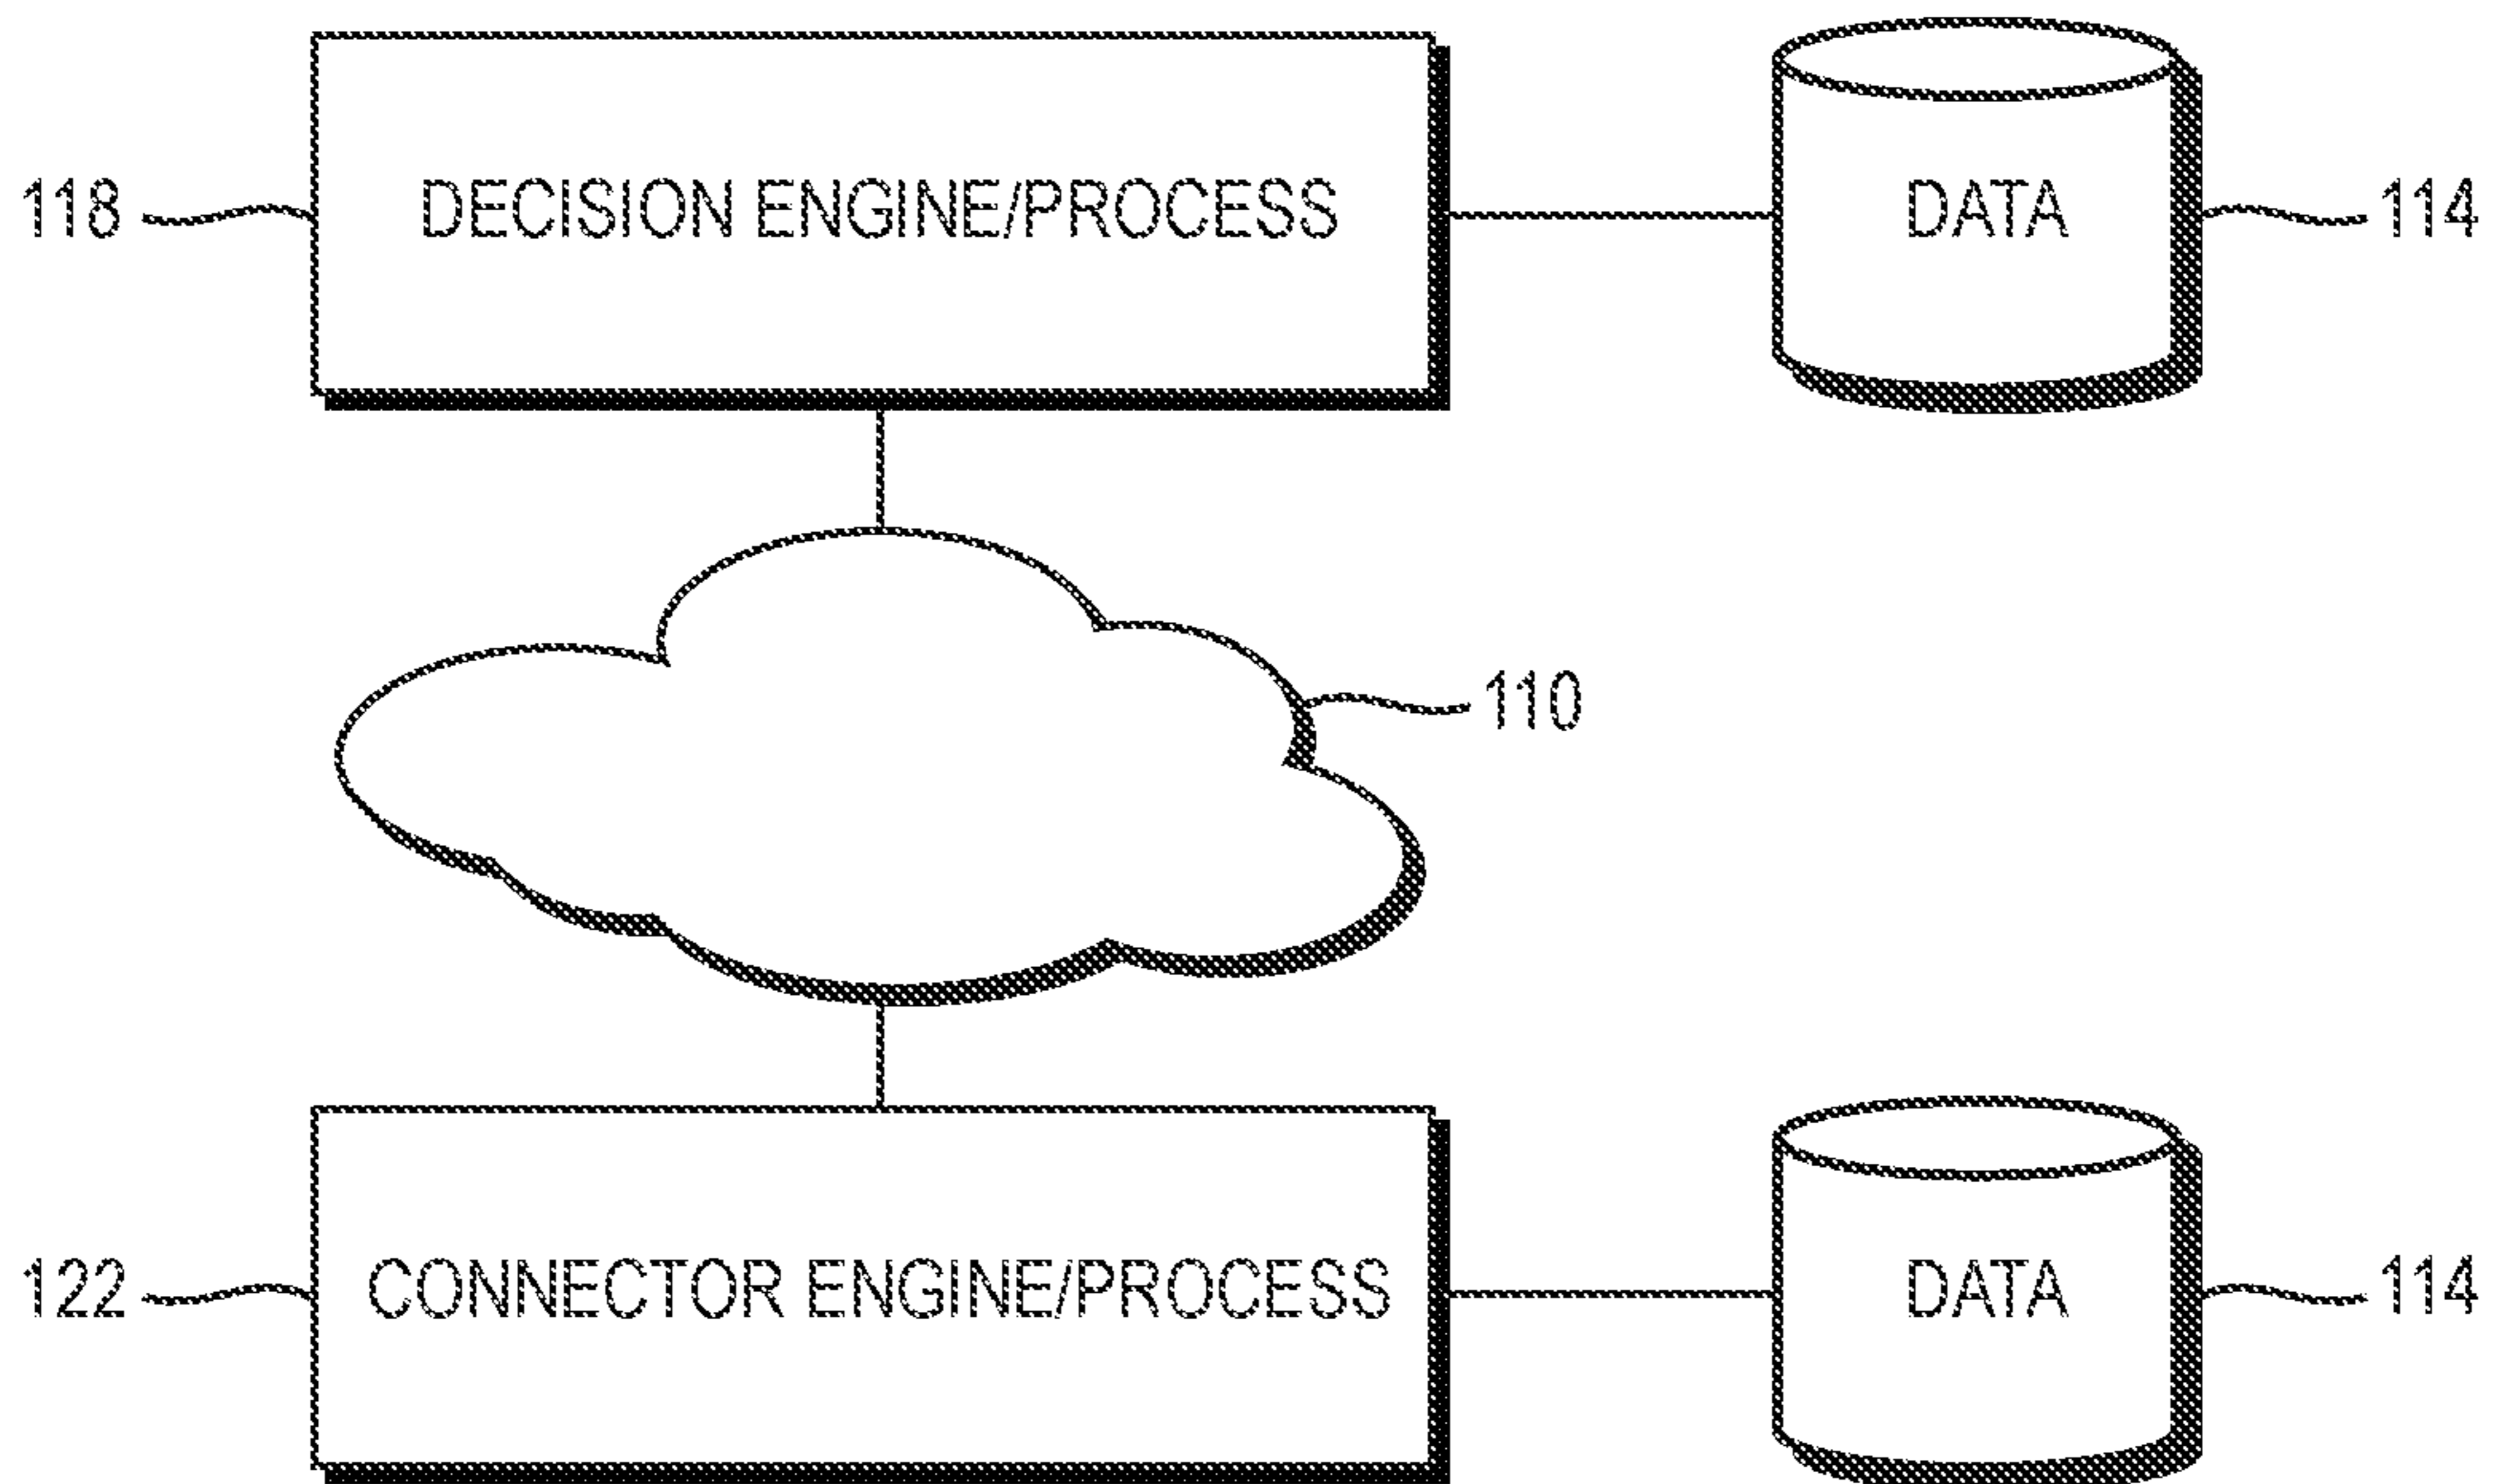 118 DECISION ENGINE/PROCESS DATA 114
110
122 CONNECTOR ENGINE/PROCESS DATA 114